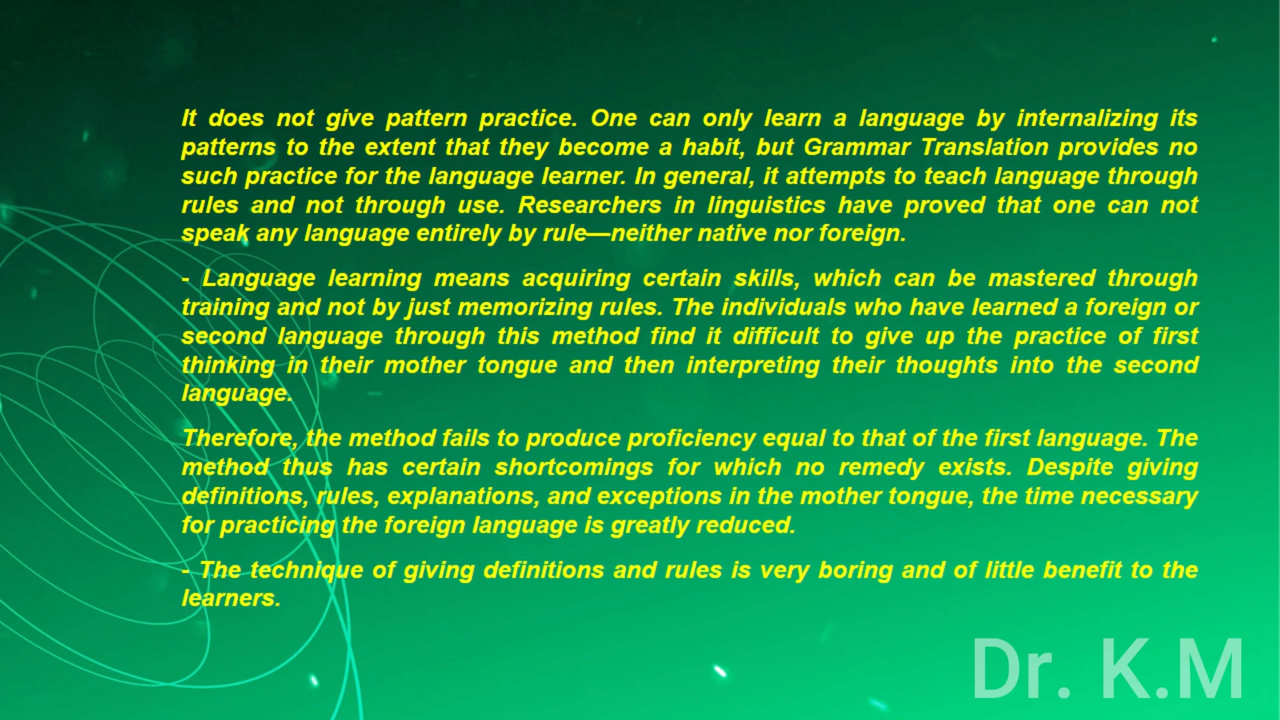 It does not give pattern practice. One can only learn a language by internalizing its
patterns to the extent that they become a habit, but Grammar Translation provides no
such practice for the language learner. In general, it attempts to teach language through
rules and not through use. Researchers in linguistics have proved that one can not
speak any language entirely by rule—neither native nor foreign.
- Language learning means acquiring certain skills, which can be mastered through
training and not by just memorizing rules. The individuals who have learned a foreign or
second language through this method find it difficult to give up the practice of first
thinking in their mother tongue and then interpreting their thoughts into the second
language.
Therefore, the method fails to produce proficiency equal to that of the first language. The
method thus has certain shortcomings for which no remedy exists. Despite giving
definitions, rules, explanations, and exceptions in the mother tongue, the time necessary
for practicing the foreign language is greatly reduced.
- The technique of giving definitions and rules is very boring and of little benefit to the
learners.
Dr. K.M